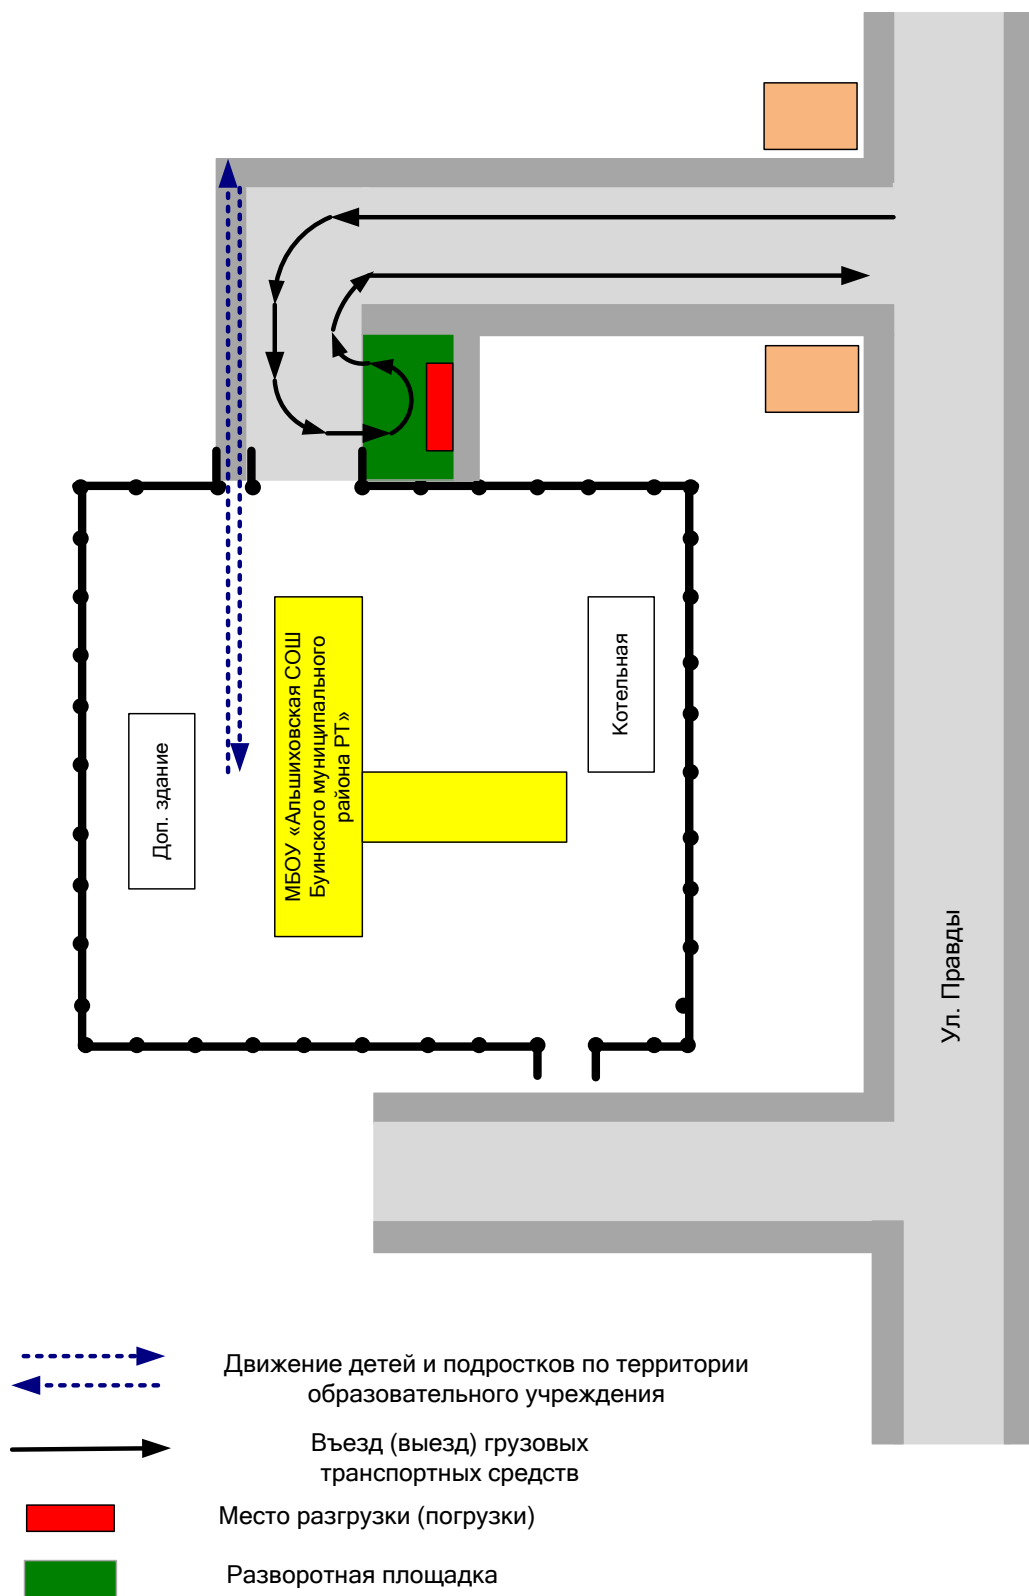 МБОУ «Альшиховская СОШ
Буинского муниципального
района РТ»
Котельная
Доп. здание
Ул. Правды
Движение детей и подростков по территории
образовательного учреждения
Въезд (выезд) грузовых
транспортных средств
Место разгрузки (погрузки)
Разворотная площадка